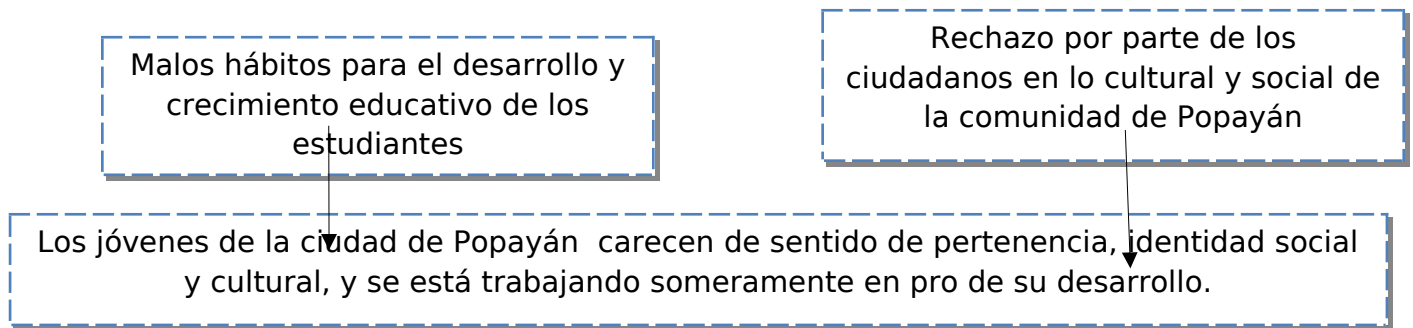 Malos hábitos para el desarrollo y
crecimiento educativo de los
estudiantes
Rechazo por parte de los
ciudadanos en lo cultural y social de
la comunidad de Popayán
Los jóvenes de la ciudad de Popayán  carecen de sentido de pertenencia, identidad social
y cultural, y se está trabajando someramente en pro de su desarrollo.